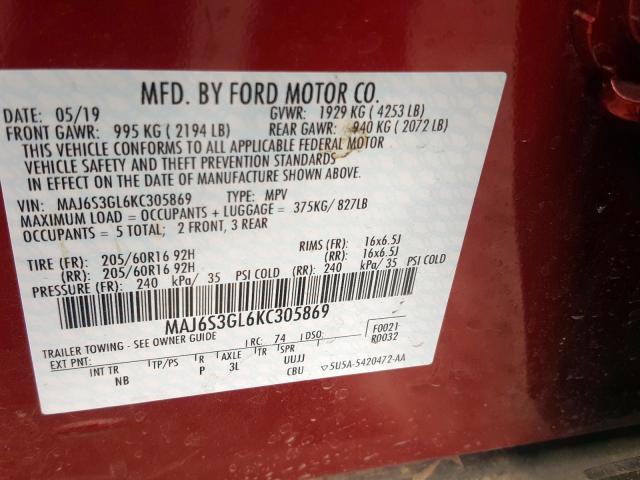 MFD. BY FORD MOTOR CO.
DATE: 05/19 GVWR: 1929 KG ( 4253 LB)
FRONT GAWR: 995 KG ( 2194 LB) REAR GAWR: 940 KG ( 2072 LB)
THIS VEHICLE CONFORMS TO ALL APPLICABLE FEDERAL MOTOR
VEHICLE SAFETY AND THEFT PREVENTION STANDARDS
IN EFFECT ON THE DATE OF MANUFACTURE SHOWN ABOVE.
VIN: MAJ6S3GL6KC305869 TYPE: MPV
MAXIMUM LOAD = OCCUPANTS + LUGGAGE = 375KG/ 827LB
OCCUPANTS = 5 TOTAL; 2 FRONT, 3 REAR
TIRE (FR): 205/60R16 92H RIMS (FR): 16x6.5J
(RR): 205/60R16 92H (RR): 16x6.5J
PRESSURE (FR): 240 kPa/ 35 PSI COLD (RR): 240 kPa/ 35 PSI COLD
MAJ6S3GL6KC305869
TRAILER TOWING - SEE OWNER GUIDE RC: 74 DSO: F0021
EXT PNT: RD032
INT TR TP/PS R AXLE TR SPR
NB P 3L UUJJ
CBU 5U5A-5420472-AA